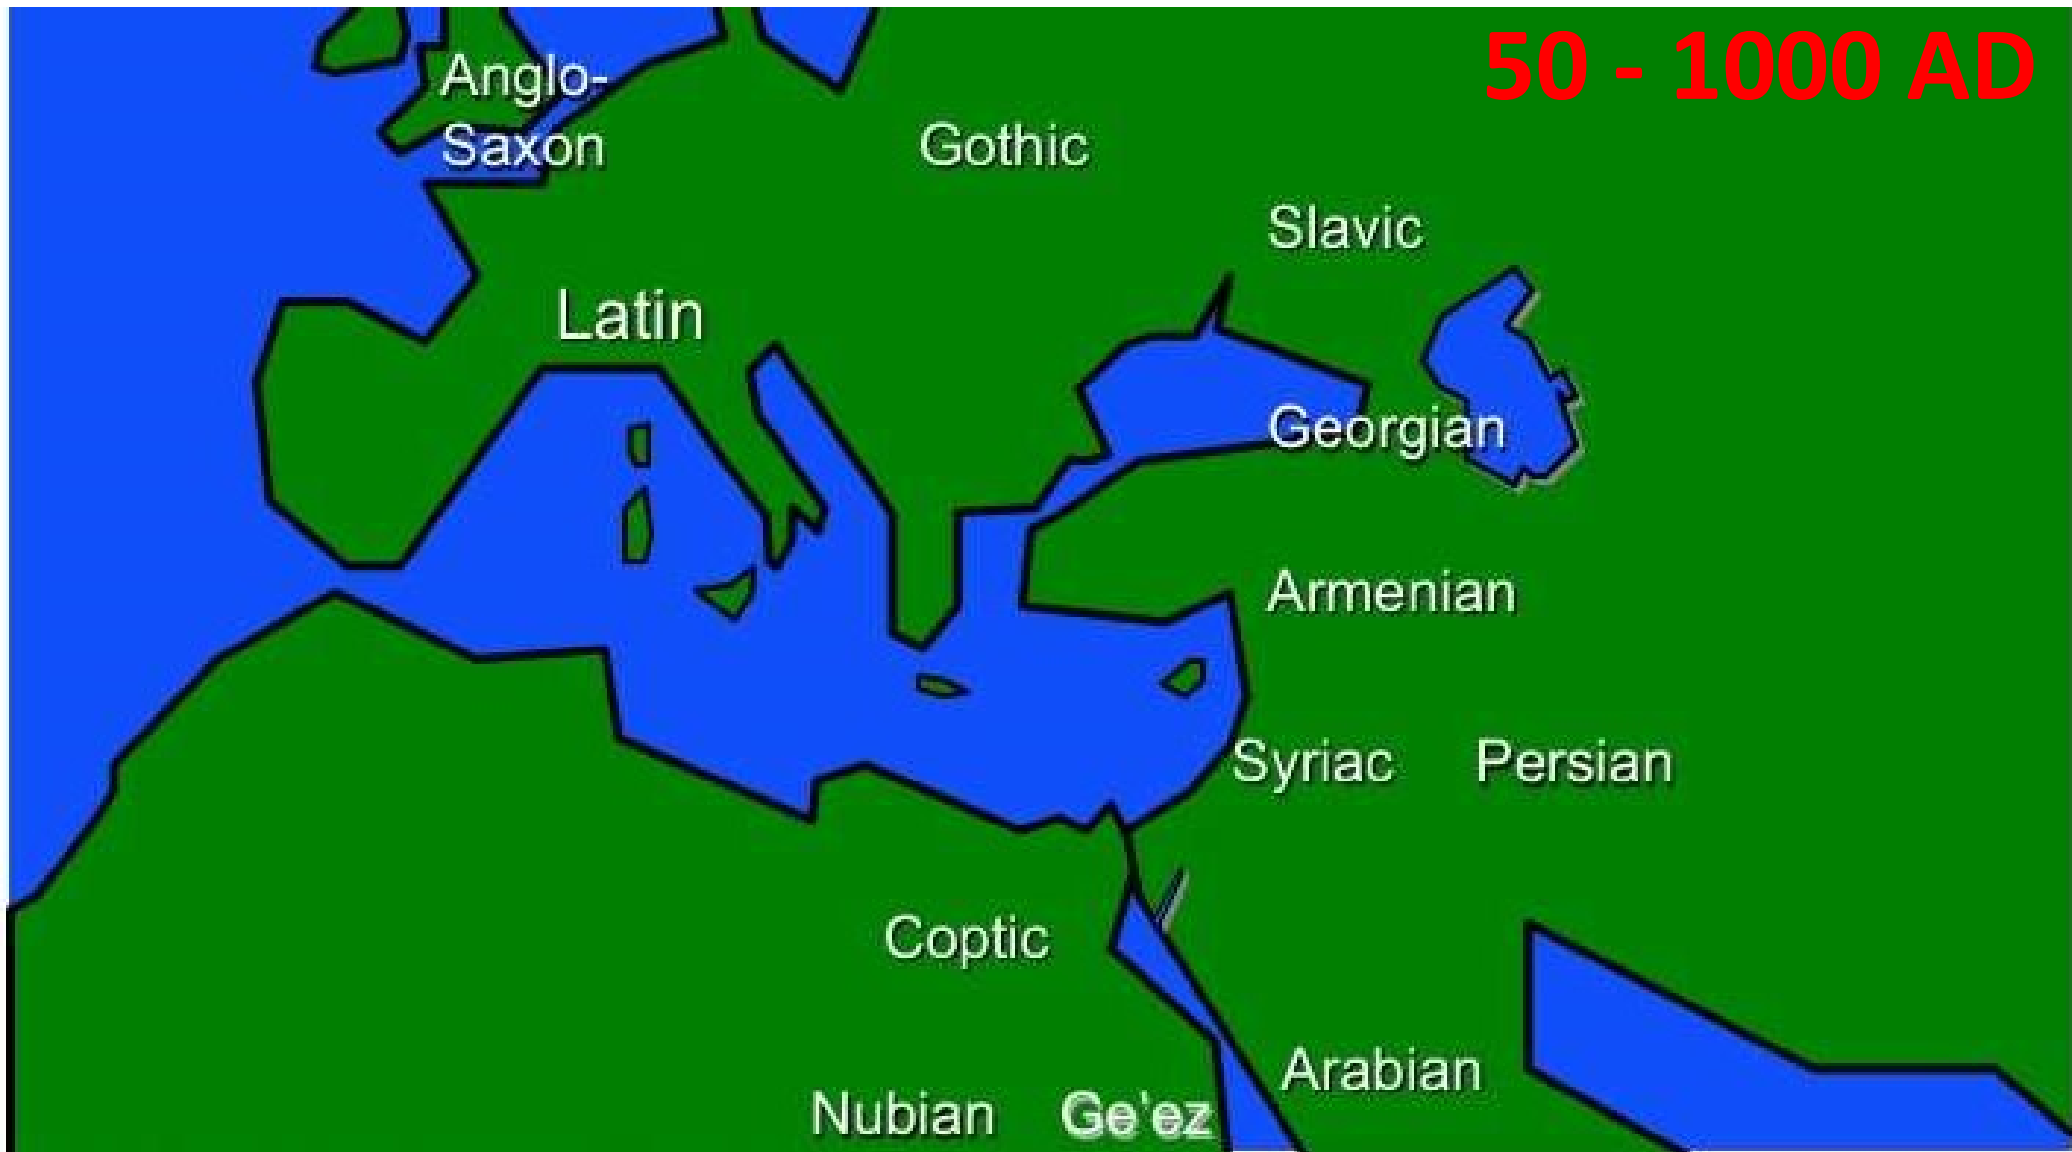 50 - 1000 AD
Anglo-
Saxon
Gothic
Slavic
Latin
Georgian
Armenian
Syriac
Persian
Coptic
Arabian
Nubian
Ge'ez